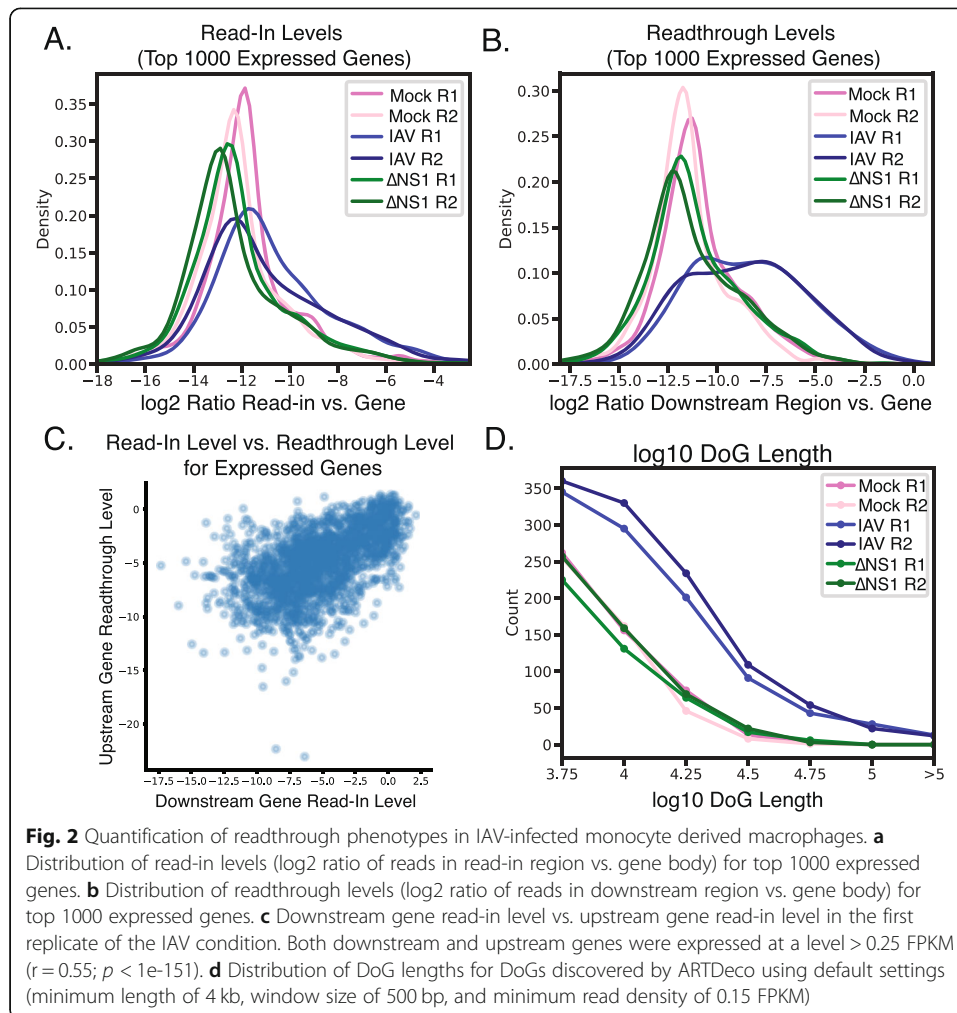 A.
Read-In Levels
(Top 1000 Expressed Genes)
Density
0.35
0.30
0.25
0.20
0.15
0.10
0.05
0.00
Mock R1
Mock R2
IAV R1
IAV R2
ΔNS1 R1
ΔNS1 R2
−18 −16 −14 −12 −10 −8 −6 −4
log2 Ratio Read-in vs. Gene
B.
Readthrough Levels
(Top 1000 Expressed Genes)
Density
0.30
0.25
0.20
0.15
0.10
0.05
0.00
Mock R1
Mock R2
IAV R1
IAV R2
ΔNS1 R1
ΔNS1 R2
−17.5 −15.0 −12.5 −10.0 −7.5 −5.0 −2.5 0.0
log2 Ratio Downstream Region vs. Gene
C.
Read-In Level vs. Readthrough Level
for Expressed Genes
Upstream Gene Readthrough Level
0
−5
−10
−15
−20
−17.5 −15.0 −12.5 −10.0 −7.5 −5.0 −2.5 0.0 2.5
Downstream Gene Read-In Level
D.
log10 DoG Length
Count
350
300
250
200
150
100
50
0
Mock R1
Mock R2
IAV R1
IAV R2
ΔNS1 R1
ΔNS1 R2
3.75 4 4.25 4.5 4.75 5 >5
log10 DoG Length
Fig. 2 Quantification of readthrough phenotypes in IAV-infected monocyte derived macrophages. a
Distribution of read-in levels (log2 ratio of reads in read-in region vs. gene body) for top 1000 expressed
genes. b Distribution of readthrough levels (log2 ratio of reads in downstream region vs. gene body) for
top 1000 expressed genes. c Downstream gene read-in level vs. upstream gene read-in level in the first
replicate of the IAV condition. Both downstream and upstream genes were expressed at a level > 0.25 FPKM
(r = 0.55; p < 1e-151). d Distribution of DoG lengths for DoGs discovered by ARTDeco using default settings
(minimum length of 4 kb, window size of 500 bp, and minimum read density of 0.15 FPKM)